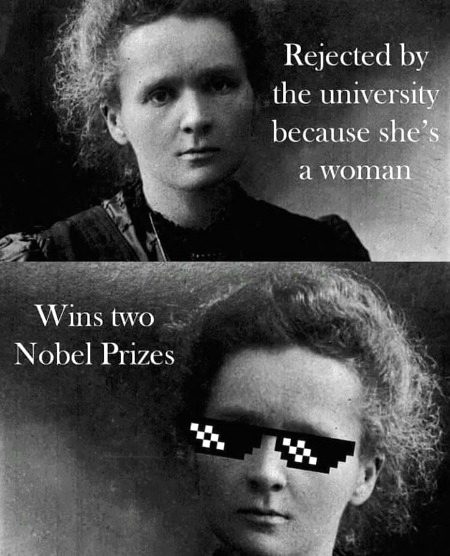 Rejected by
the university
because she's
a woman
Wins two
Nobel Prizes